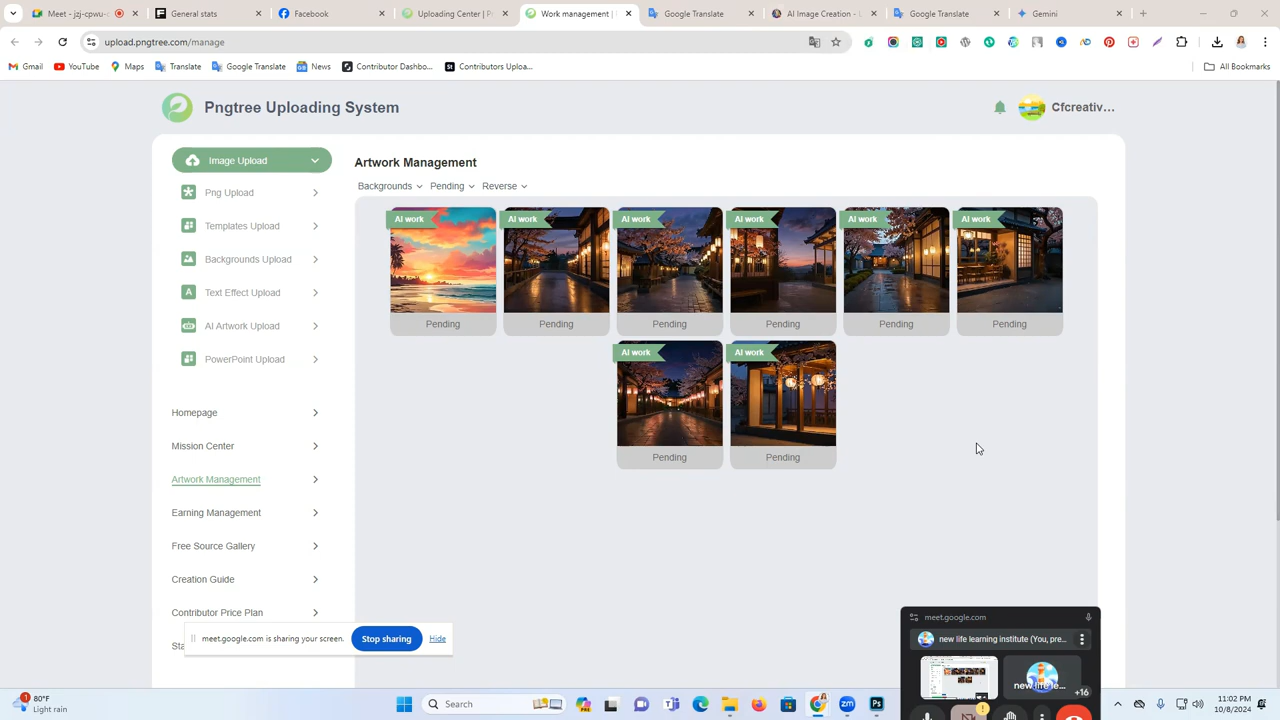 Meet - jzj-cpwu-
General stats
Facebook
Uploading Center | P
Work management |
Google Translate
AI Image Creation - L
Google Translate
Gemini
upload.pngtree.com/manage
Gmail
YouTube
Maps
Translate
Google Translate
News
Contributor Dashbo...
Contributors Uploa...
All Bookmarks
Pngtree Uploading System
Cfcreativ...
Image Upload
Png Upload
Templates Upload
Backgrounds Upload
Text Effect Upload
AI Artwork Upload
PowerPoint Upload
Homepage
Mission Center
Artwork Management
Earning Management
Free Source Gallery
Creation Guide
Contributor Price Plan
Sta
Artwork Management
Backgrounds Pending Reverse
AI work AI work AI work AI work AI work AI work
Pending Pending Pending Pending Pending Pending
AI work AI work
Pending Pending
meet.google.com is sharing your screen. Stop sharing Hide
meet.google.com
new life learning institute (You, pre...
new life le...
+16
1
80°F
Light rain
Search
11:02 PM
10/8/2024